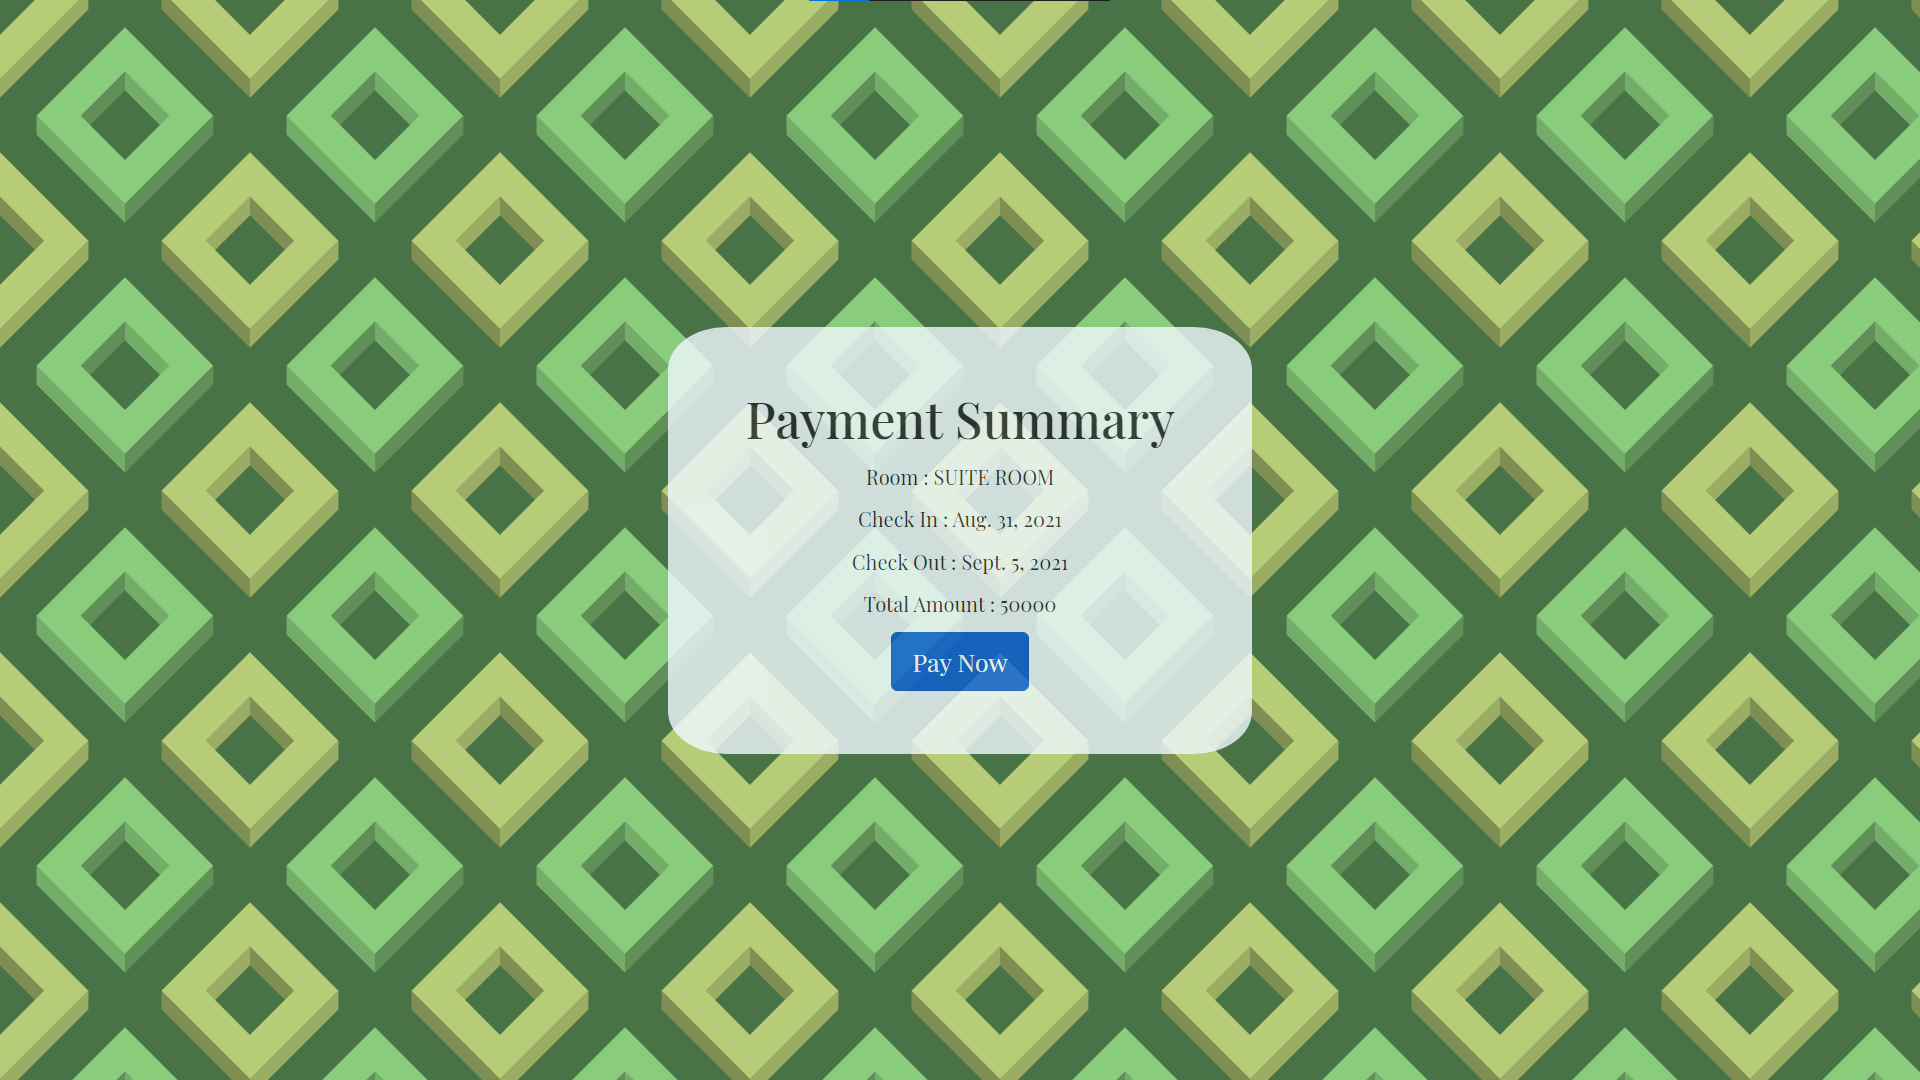 Payment Summary
Room : SUITE ROOM
Check In : Aug. 31, 2021
Check Out : Sept. 5, 2021
Total Amount : 50000
Pay Now